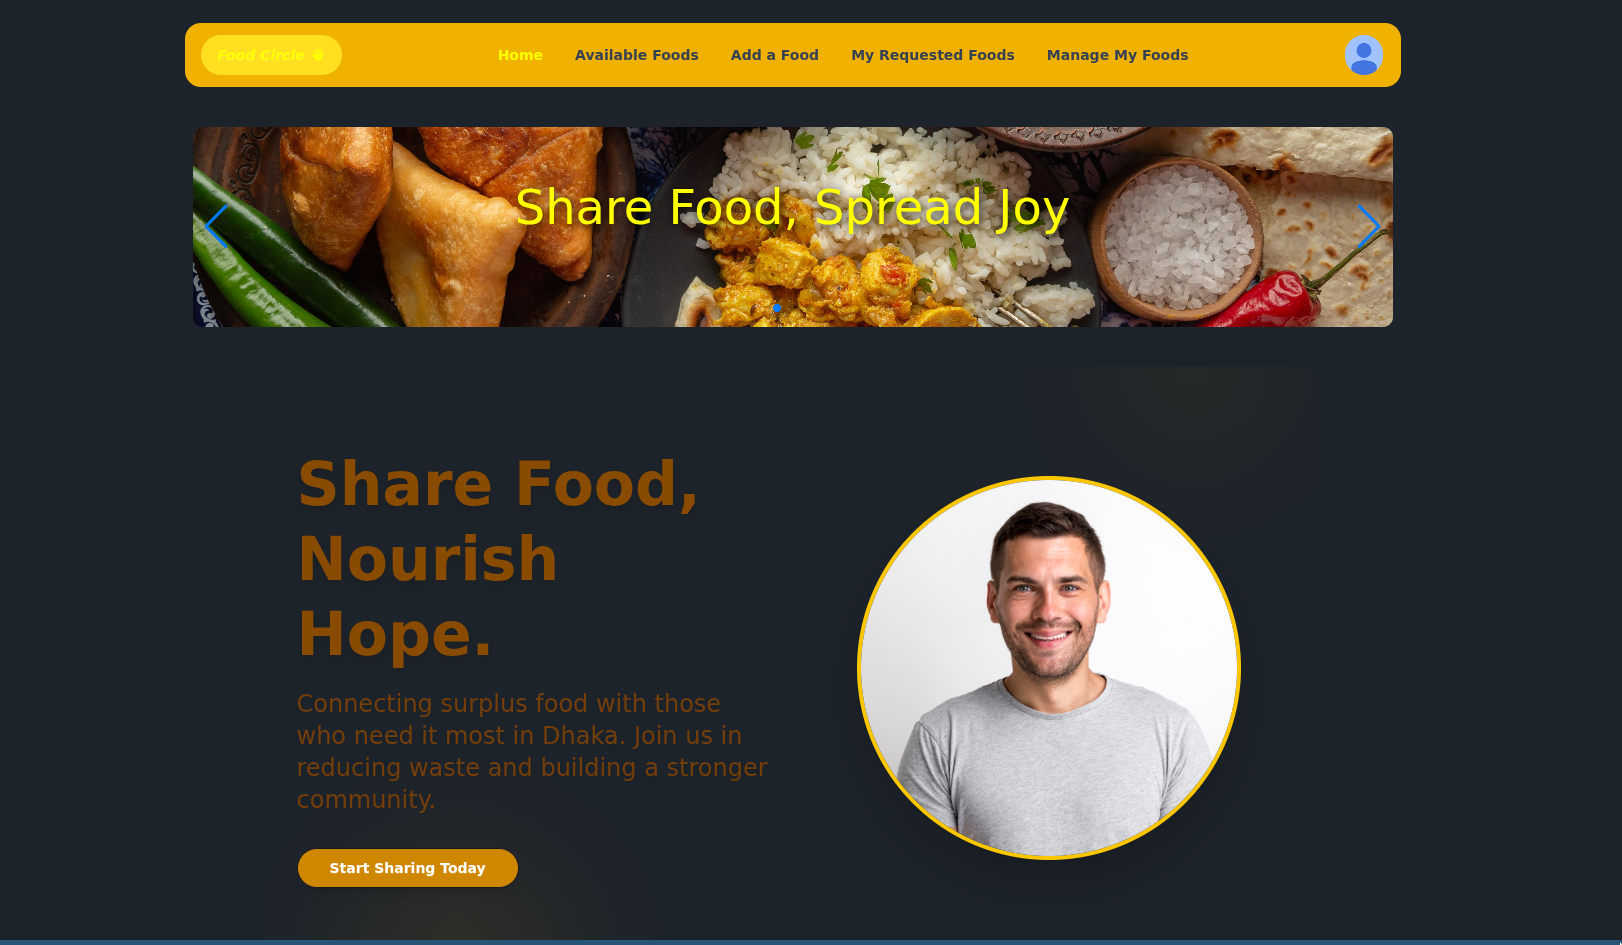 Food Circle
Home
Available Foods
Add a Food
My Requested Foods
Manage My Foods
Share Food, Spread Joy
Share Food,
Nourish
Hope.
Connecting surplus food with those
who need it most in Dhaka. Join us in
reducing waste and building a stronger
community.
Start Sharing Today